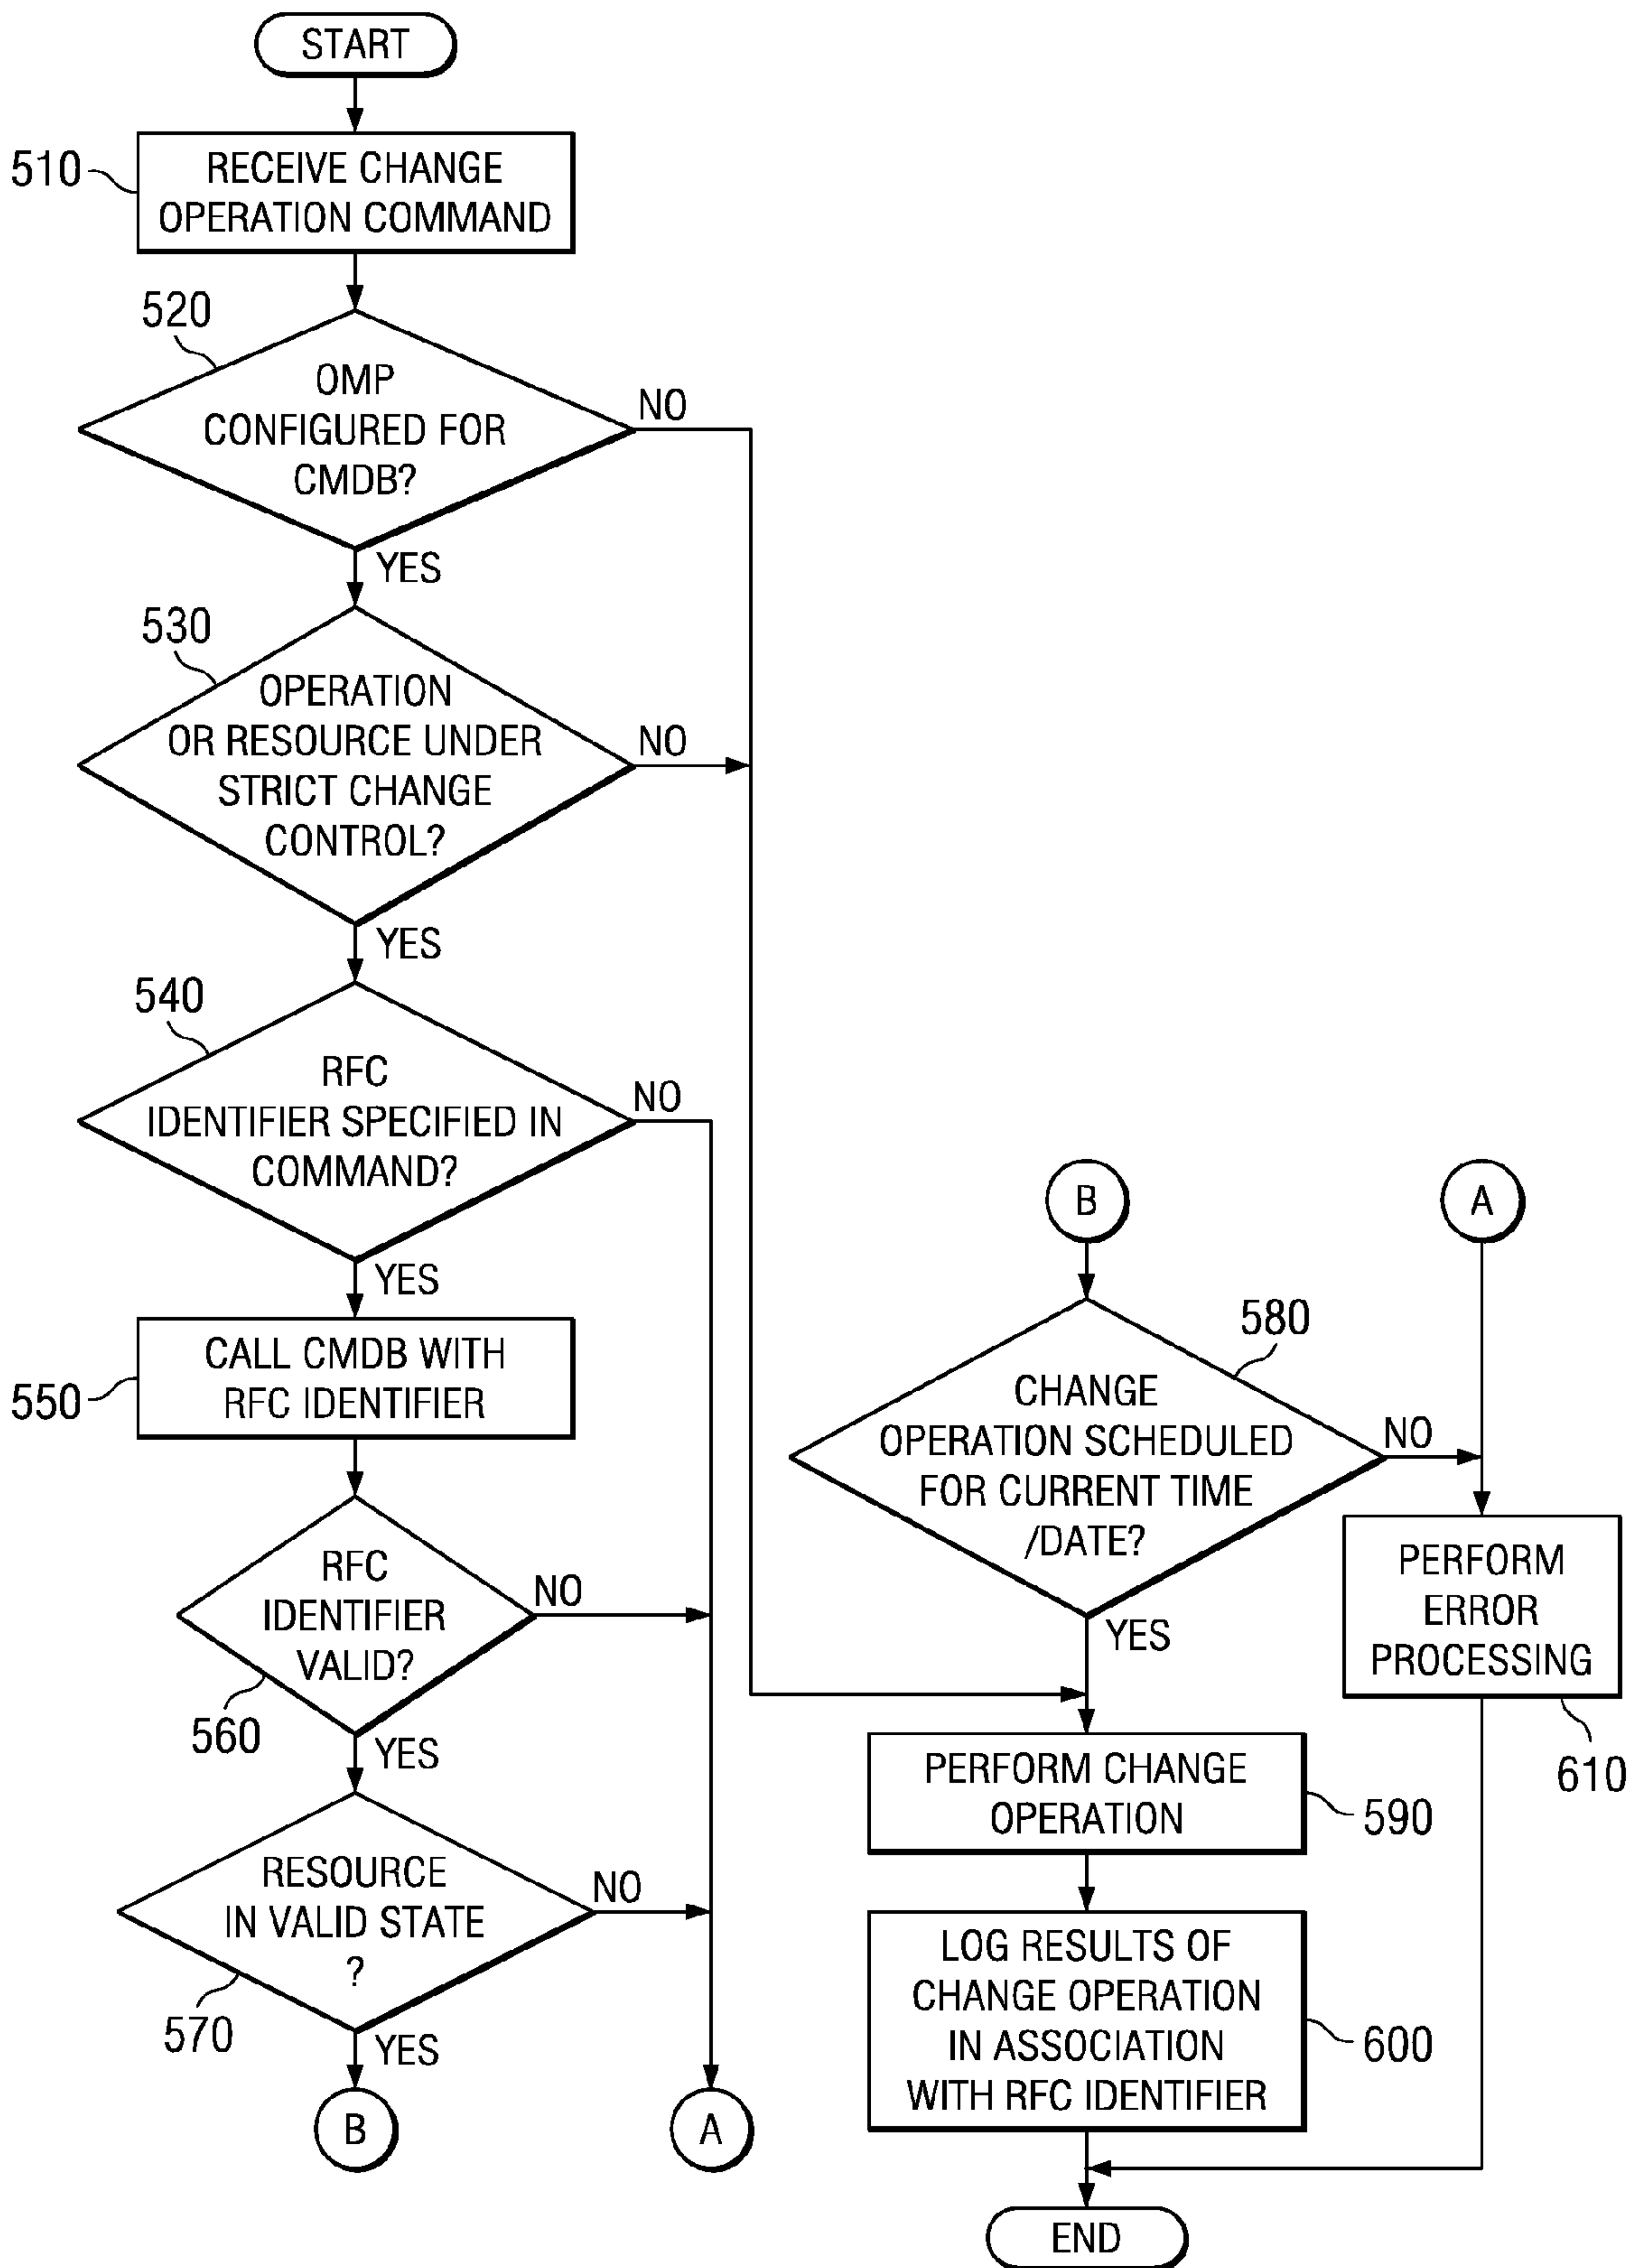 START
510
RECEIVE CHANGE
OPERATION COMMAND
520
OMP
CONFIGURED FOR
CMDB?
NO
YES
530
OPERATION
OR RESOURCE UNDER
STRICT CHANGE
CONTROL?
NO
YES
540
RFC
IDENTIFIER SPECIFIED IN
COMMAND?
NO
YES
550
CALL CMDB WITH
RFC IDENTIFIER
RFC
IDENTIFIER
VALID?
NO
560
YES
RESOURCE
IN VALID STATE
?
NO
570
YES
B
A
B
A
580
CHANGE
OPERATION SCHEDULED
FOR CURRENT TIME
/DATE?
NO
YES
PERFORM
ERROR
PROCESSING
610
PERFORM CHANGE
OPERATION
590
LOG RESULTS OF
CHANGE OPERATION
IN ASSOCIATION
WITH RFC IDENTIFIER
600
END